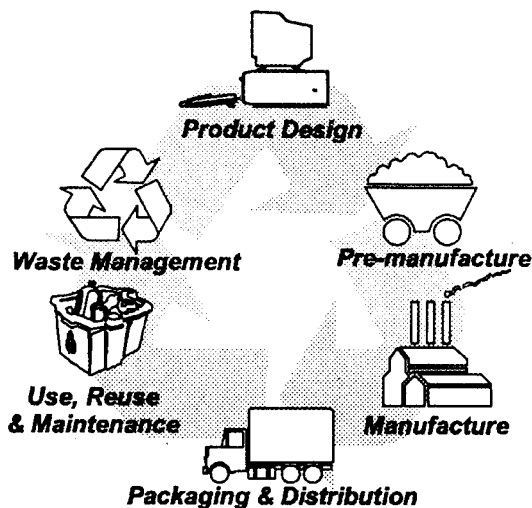 Product Design
Waste Management
Pre-manufacture
Use, Reuse
& Maintenance
Manufacture
Packaging & Distribution